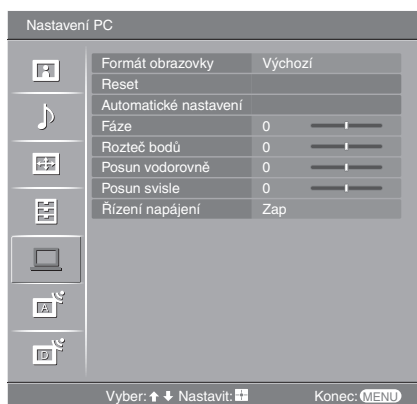 Nastavení PC
Formát obrazovky Výchozí
Reset
Automatické nastavení
Fáze 0
Rozteč bodů 0
Posun vodorovně 0
Posun svisle 0
Řízení napájení Zap
A
D
Vyber: Nastavit: Konec: MENU